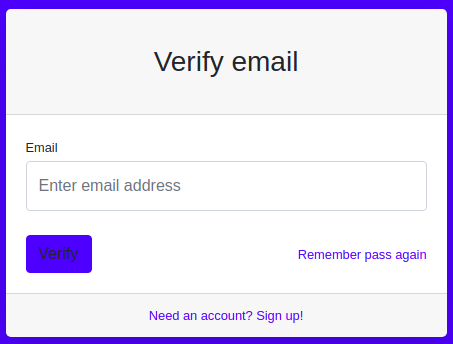 Verify email
Email
Enter email address
Verify
Remember pass again
Need an account? Sign up!